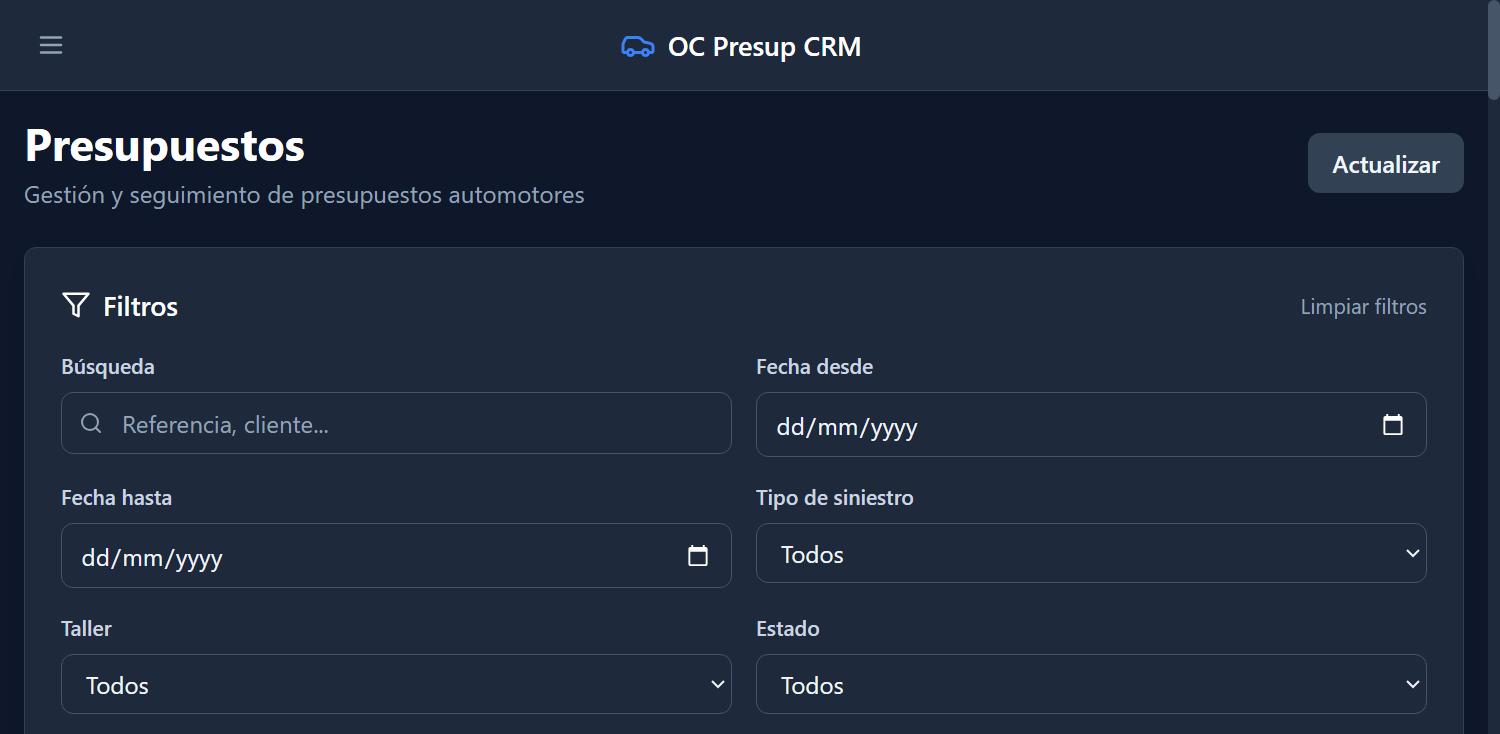 OC Presup CRM
Presupuestos
Actualizar
Gestión y seguimiento de presupuestos automotores
Filtros
Limpiar filtros
Búsqueda
Fecha desde
Referencia, cliente...
dd/mm/yyyy
Fecha hasta
Tipo de siniestro
dd/mm/yyyy
Todos
Taller
Estado
Todos
Todos